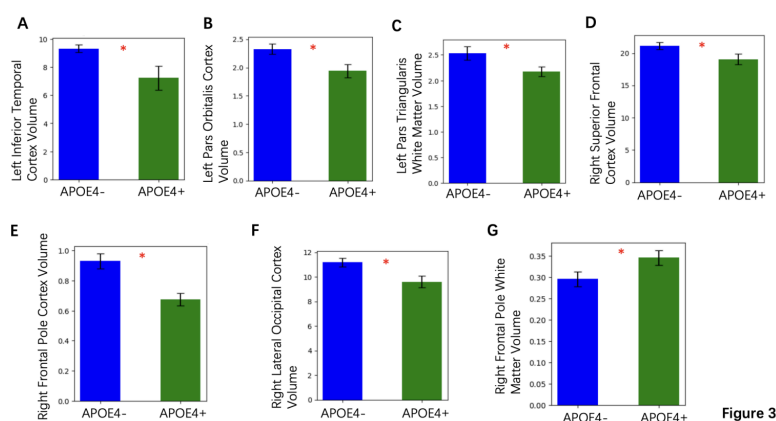 A
B
C
D
Left Inferior Temporal
Cortex Volume
10
8
6
4
2
0
*
APOE4-
APOE4+
Left Pars Orbitalis Cortex
Volume
2.5
2.0
1.5
1.0
0.5
0.0
*
APOE4-
APOE4+
Left Pars Triangularis
White Matter Volume
2.5
2.0
1.5
1.0
0.5
0.0
*
APOE4-
APOE4+
Right Superior Frontal
Cortex Volume
20
15
10
5
0
*
APOE4-
APOE4+
E
F
G
Right Frontal Pole Cortex Volume
1.0
0.8
0.6
0.4
0.2
0.0
*
APOE4-
APOE4+
Right Lateral Occipital Cortex
Volume
12
10
8
6
4
2
0
*
APOE4-
APOE4+
Right Frontal Pole White
Matter Volume
0.35
0.30
0.25
0.20
0.15
0.10
0.05
0.00
*
APOE4-
APOE4+
Figure 3